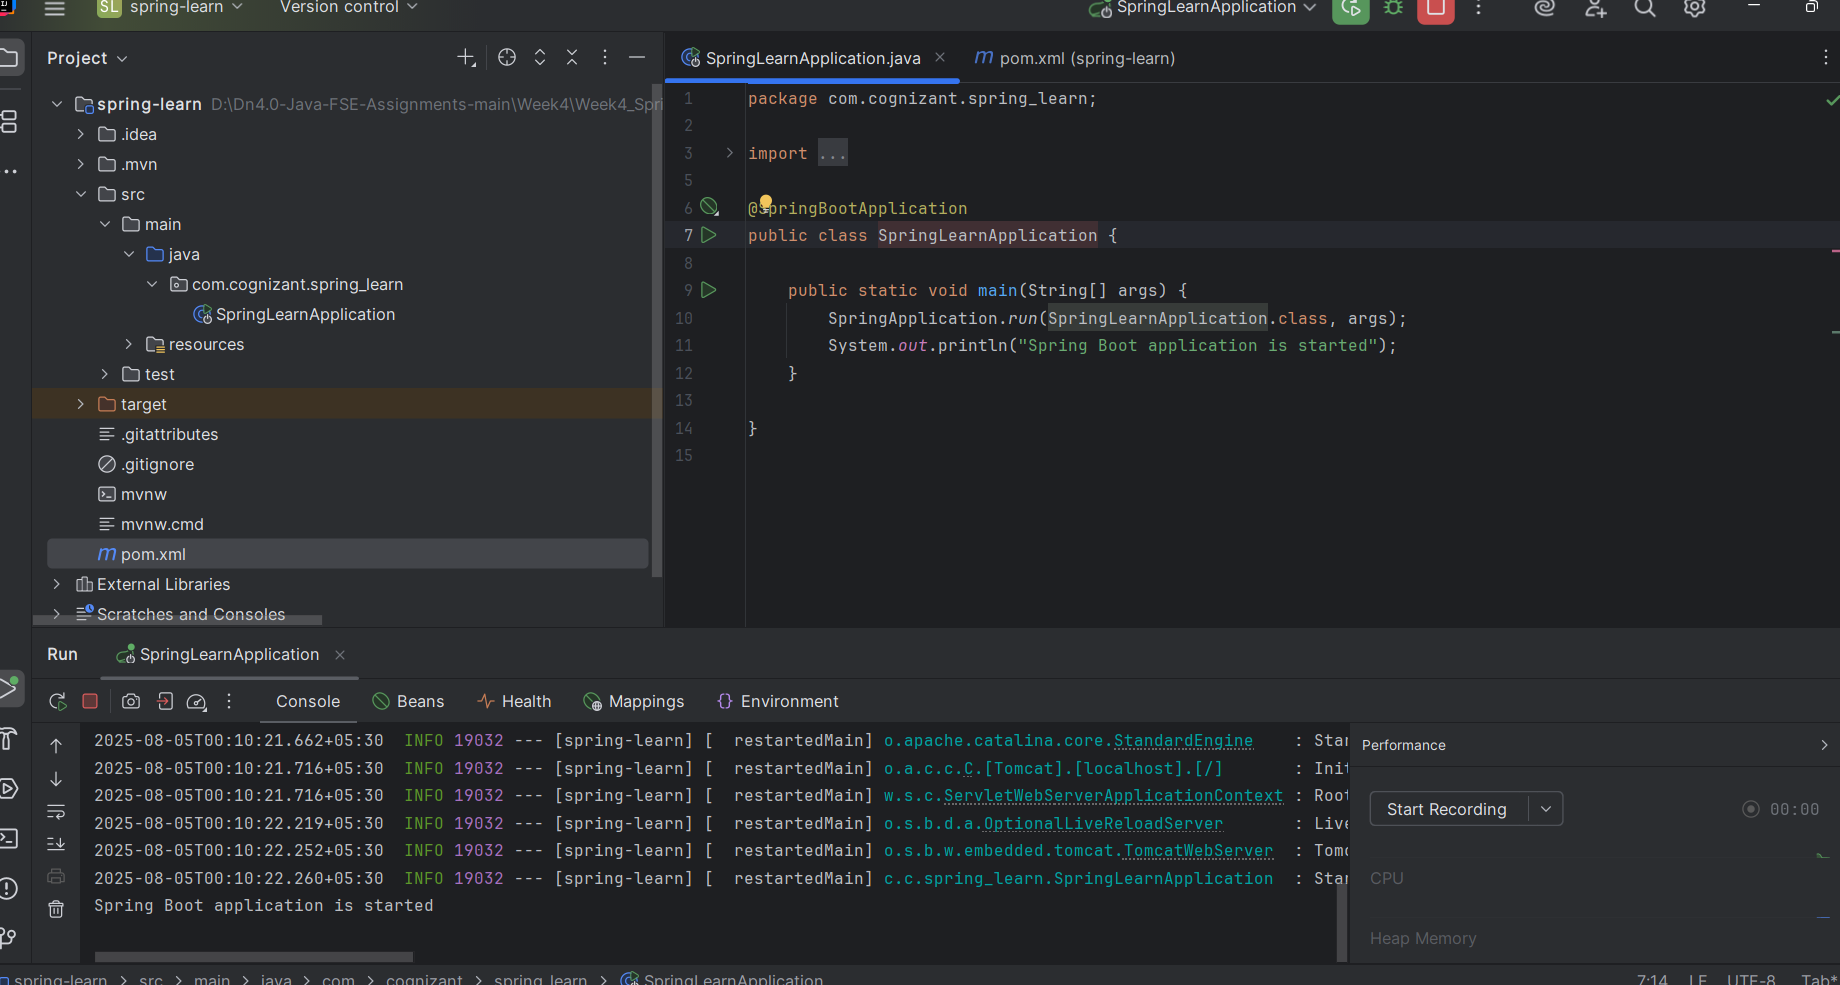 SL spring-learn Version control SpringLearnApplication
Project
spring-learn D:\Dn4.0-Java-FSE-Assignments-main\Week4\Week4_Spri
.idea
.mvn
src
main
java
com.cognizant.spring_learn
SpringLearnApplication
resources
test
target
.gitattributes
.gitignore
mvnw
mvnw.cmd
pom.xml
External Libraries
Scratches and Consoles
SpringLearnApplication.java pom.xml (spring-learn)
1 package com.cognizant.spring_learn;
2
3 import ...
5
6 @SpringBootApplication
7 public class SpringLearnApplication {
8
9 public static void main(String[] args) {
10 SpringApplication.run(SpringLearnApplication.class, args);
11 System.out.println("Spring Boot application is started");
12 }
13
14 }
15
Run SpringLearnApplication
Console Beans Health Mappings Environment
2025-08-05T00:10:21.662+05:30 INFO 19032 --- [spring-learn] [ restartedMain] o.apache.catalina.core.StandardEngine : Star
2025-08-05T00:10:21.716+05:30 INFO 19032 --- [spring-learn] [ restartedMain] o.a.c.c.C.[Tomcat].[localhost].[/] : Init
2025-08-05T00:10:21.716+05:30 INFO 19032 --- [spring-learn] [ restartedMain] w.s.c.ServletWebServerApplicationContext : Root
2025-08-05T00:10:22.219+05:30 INFO 19032 --- [spring-learn] [ restartedMain] o.s.b.d.a.OptionalLiveReloadServer : Live
2025-08-05T00:10:22.252+05:30 INFO 19032 --- [spring-learn] [ restartedMain] o.s.b.w.embedded.tomcat.TomcatWebServer : Tomc
2025-08-05T00:10:22.260+05:30 INFO 19032 --- [spring-learn] [ restartedMain] c.c.spring_learn.SpringLearnApplication : Star
Spring Boot application is started
Performance
Start Recording 00:00
CPU
Heap Memory
spring-learn > src > main > java > com > cognizant > spring_learn > SpringLearnApplication 7:14 LF UTF-8 Tab*